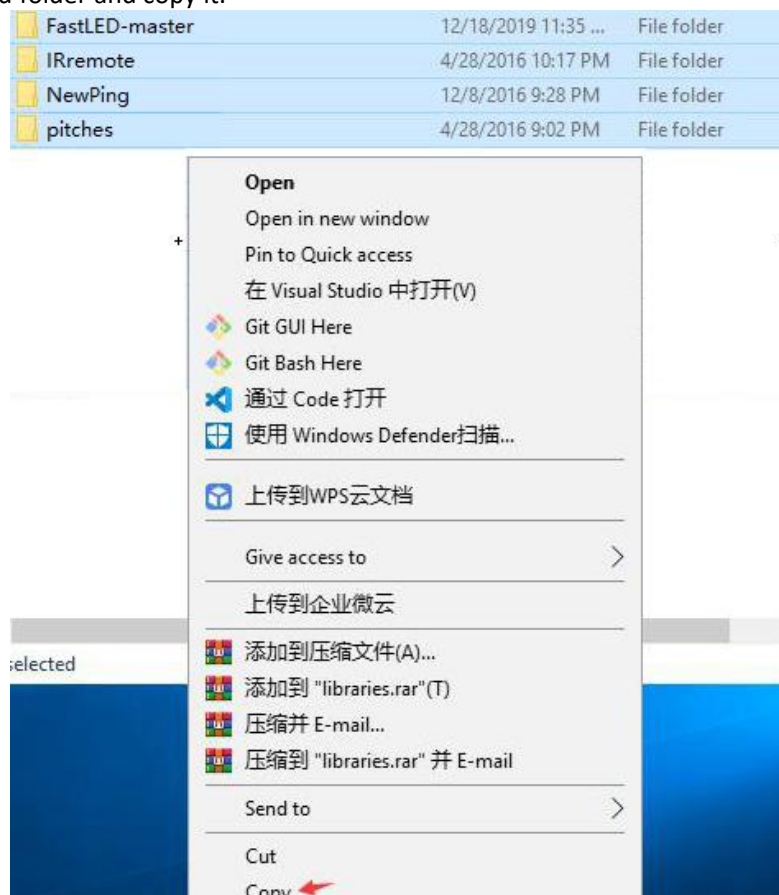 d folder and copy it.
FastLED-master 12/18/2019 11:35 ... File folder
IRremote 4/28/2016 10:17 PM File folder
NewPing 12/8/2016 9:28 PM File folder
pitches 4/28/2016 9:02 PM File folder
Open
Open in new window
Pin to Quick access
在 Visual Studio 中打开(V)
Git GUI Here
Git Bash Here
通过 Code 打开
使用 Windows Defender扫描...
上传到WPS云文档
Give access to
上传到企业微云
添加到压缩文件(A)...
selected
添加到 "libraries.rar"(T)
压缩并 E-mail...
压缩到 "libraries.rar" 并 E-mail
Send to
Cut
Copy